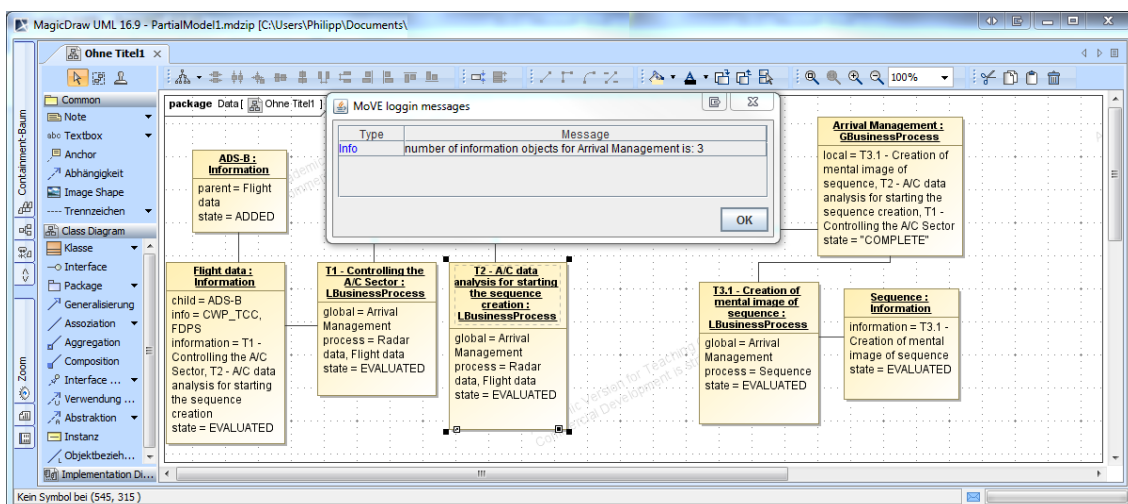 MagicDraw UML 16.9 - PartialModel1.mdzip [C:\Users\Philipp\Documents\
Ohne Titel1
100%
Containment-Baum
Zoom
Common
Note
abc Textbox
Anchor
Abhängigkeit
Image Shape
Trennzeichen
Class Diagram
Klasse
Interface
Package
Generalisierung
Assoziation
Aggregation
Composition
Interface ...
Verwendung ...
Abstraktion
Instanz
Objektbezieh...
Implementation Di...
package Data[ Ohne Titel1 ]
MoVE loggin messages
Type Message
Info number of information objects for Arrival Management is: 3
OK
ADS-B :
Information
parent = Flight
data
state = ADDED
Arrival Management :
GBusinessProcess
local = T3.1 - Creation of
mental image of
sequence, T2 - A/C data
analysis for starting the
sequence creation, T1 -
Controlling the A/C Sector
state = "COMPLETE"
Flight data :
Information
child = ADS-B
info = CWP_TCC,
FDPS
information = T1 -
Controlling the A/C
Sector, T2 - A/C data
analysis for starting
the sequence
creation
state = EVALUATED
T1 - Controlling the
A/C Sector :
LBusinessProcess
global = Arrival
Management
process = Radar
data, Flight data
state = EVALUATED
T2 - A/C data
analysis for starting
the sequence
creation :
LBusinessProcess
global = Arrival
Management
process = Radar
data, Flight data
state = EVALUATED
T3.1 - Creation of
mental image of
sequence :
LBusinessProcess
global = Arrival
Management
process = Sequence
state = EVALUATED
Sequence :
Information
information = T3.1 -
Creation of mental
image of sequence
state = EVALUATED
Version for Teaching
Commercial Development is
Kein Symbol bei (545, 315 )